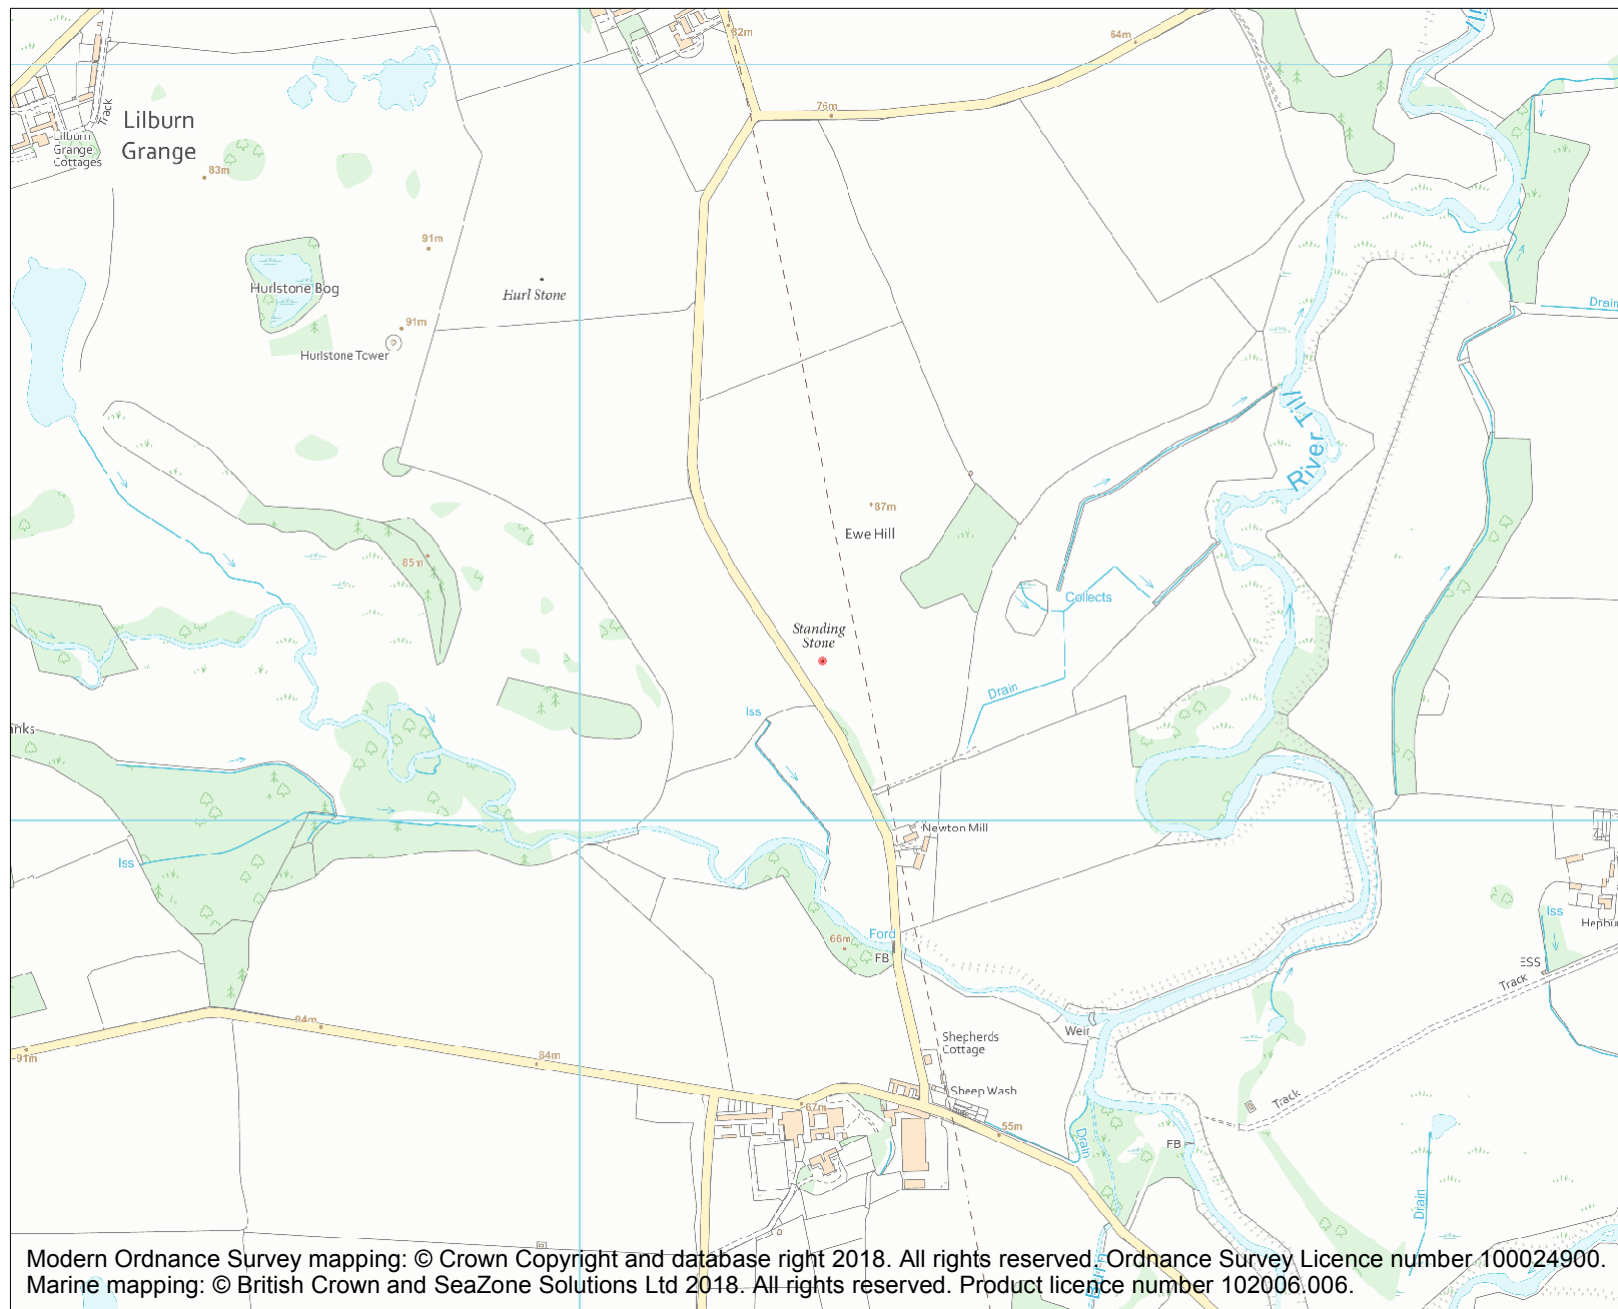 82m
64m
76m
Lilburn
Grange
Track
Lilburn
Grange
Cottages
83m
91m
Hurlstone Bog
Hurl Stone
Drain
91m
Hurlstone Tower
River Till
87m
Ewe Hill
85m
Collects
Standing
Stone
Drain
Iss
Newton Mill
Iss
Iss
Ford
66m
FB
ESS
Track
84m
Weir
Shepherds
Cottage
91m
84m
Sheep Wash
67m
Track
55m
Drain
FB
Drain
Modern Ordnance Survey mapping: © Crown Copyright and database right 2018. All rights reserved. Ordnance Survey Licence number 100024900.
Marine mapping: © British Crown and SeaZone Solutions Ltd 2018. All rights reserved. Product licence number 102006.006.